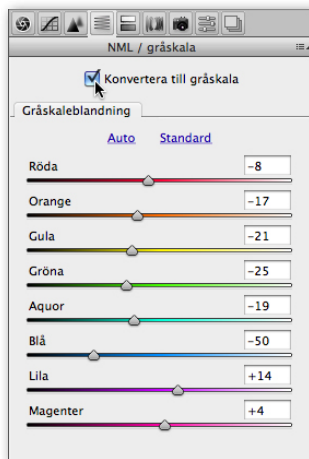 NML / gråskala
Konvertera till gråskala
Gråskaleblandning
Auto Standard
Röda -8
Orange -17
Gula -21
Gröna -25
Aquor -19
Blå -50
Lila +14
Magenter +4